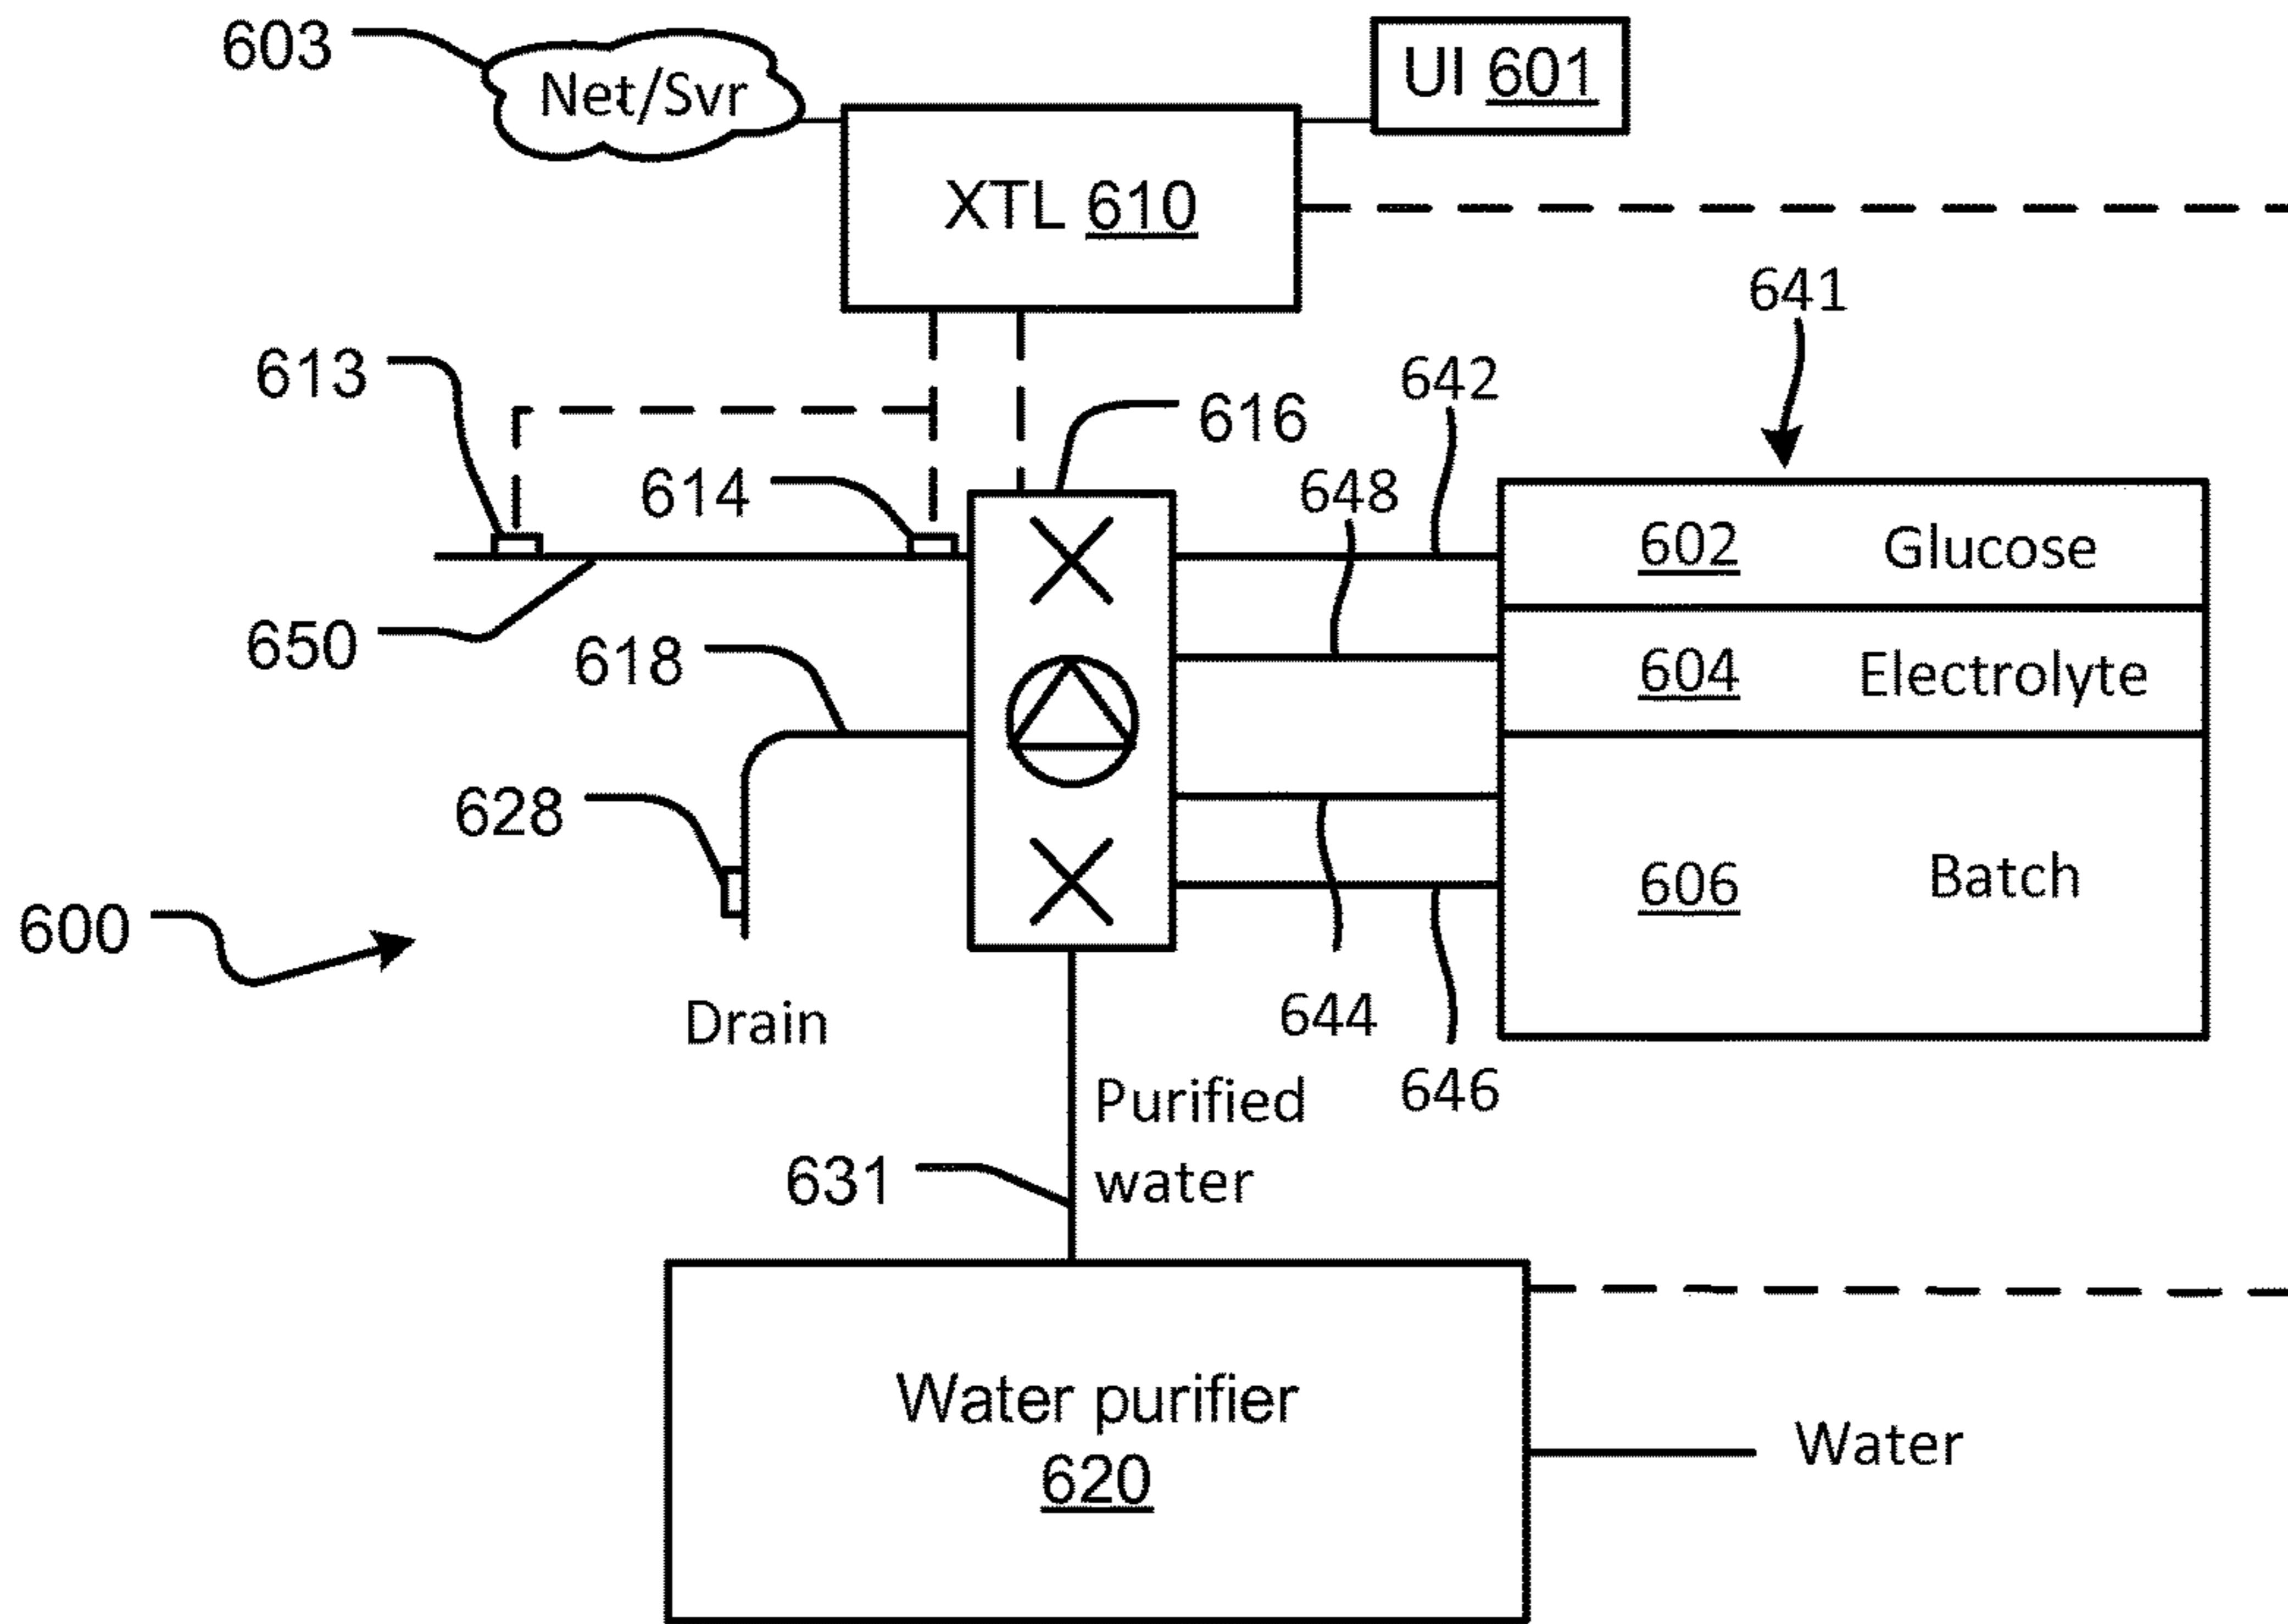 603
Net/Svr
UI 601
XTL 610
641
613
616
642
614
648
602 Glucose
650
618
604 Electrolyte
628
606 Batch
600
Drain
644
646
Purified
water
631
Water purifier
620
Water